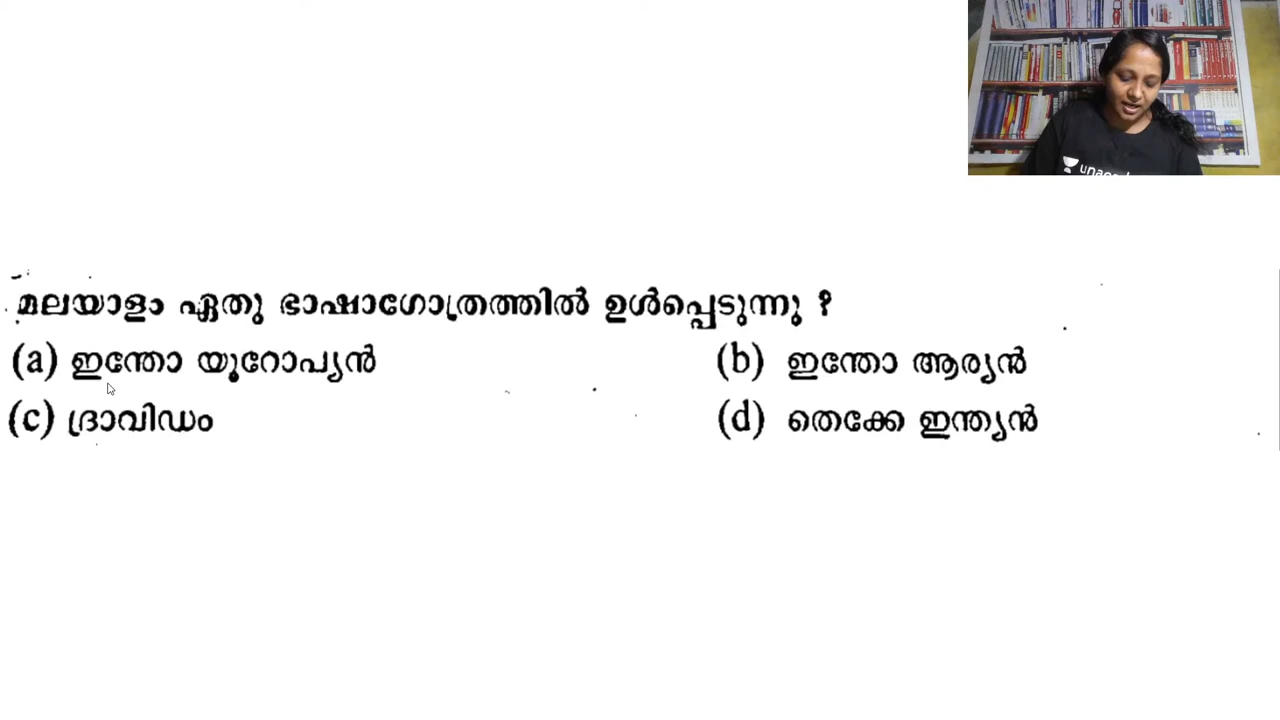 മലയാളം ഏതു ഭാഷാഗോത്രത്തിൽ ഉൾപ്പെടുന്നു ?
(a) ഇന്തോ യൂറോപ്യൻ (b) ഇന്തോ ആര്യൻ
(c) ദ്രാവിഡം (d) തെക്കേ ഇന്ത്യൻ